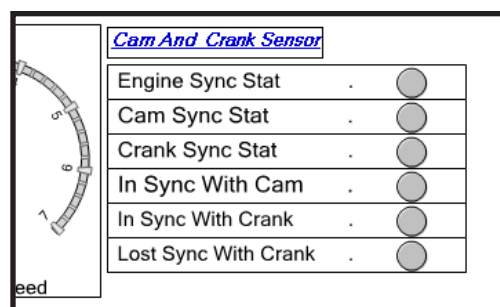 Cam And Crank Sensor
Engine Sync Stat .
Cam Sync Stat .
Crank Sync Stat .
In Sync With Cam .
In Sync With Crank .
Lost Sync With Crank .
5
6
7
eed